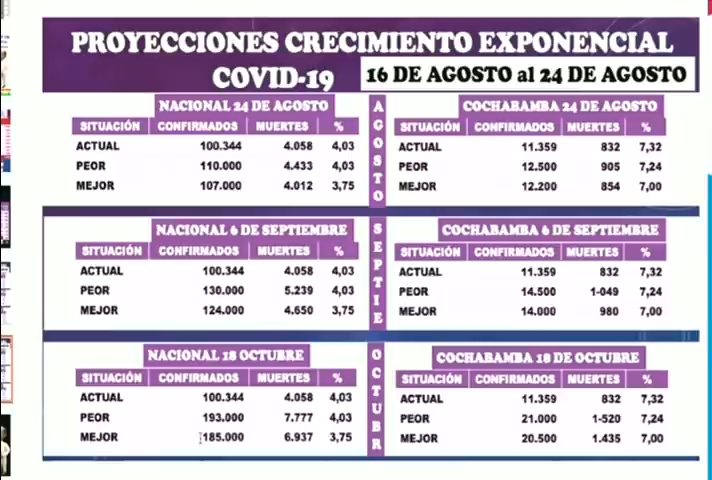 PROYECCIONES CRECIMIENTO EXPONENCIAL
COVID-19 16 DE AGOSTO al 24 DE AGOSTO
NACIONAL 24 DE AGOSTO
SITUACIÓN CONFIRMADOS MUERTES %
ACTUAL 100.344 4.058 4,03
PEOR 110.000 4.433 4,03
MEJOR 107.000 4.012 3,75
AGOSTO
COCHABAMBA 24 DE AGOSTO
SITUACIÓN CONFIRMADOS MUERTES %
ACTUAL 11.359 832 7,32
PEOR 12.500 905 7,24
MEJOR 12.200 854 7,00
NACIONAL 6 DE SEPTIEMBRE
SITUACIÓN CONFIRMADOS MUERTES %
ACTUAL 100.344 4.058 4,03
PEOR 130.000 5.239 4,03
MEJOR 124.000 4.650 3,75
SEPTIE
COCHABAMBA 6 DE SEPTIEMBRE
SITUACIÓN CONFIRMADOS MUERTES %
ACTUAL 11.359 832 7,32
PEOR 14.500 1-049 7,24
MEJOR 14.000 980 7,00
NACIONAL 18 OCTUBRE
SITUACIÓN CONFIRMADOS MUERTES %
ACTUAL 100.344 4.058 4,03
PEOR 193.000 7.777 4,03
MEJOR 185.000 6.937 3,75
OCTUBR
COCHABAMBA 18 DE OCTUBRE
SITUACIÓN CONFIRMADOS MUERTES %
ACTUAL 11.359 832 7,32
PEOR 21.000 1-520 7,24
MEJOR 20.500 1.435 7,00